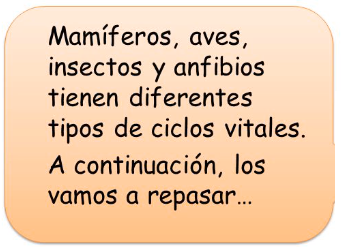 Mamíferos, aves,
insectos y anfibios
tienen diferentes
tipos de ciclos vitales.
A continuación, los
vamos a repasar...